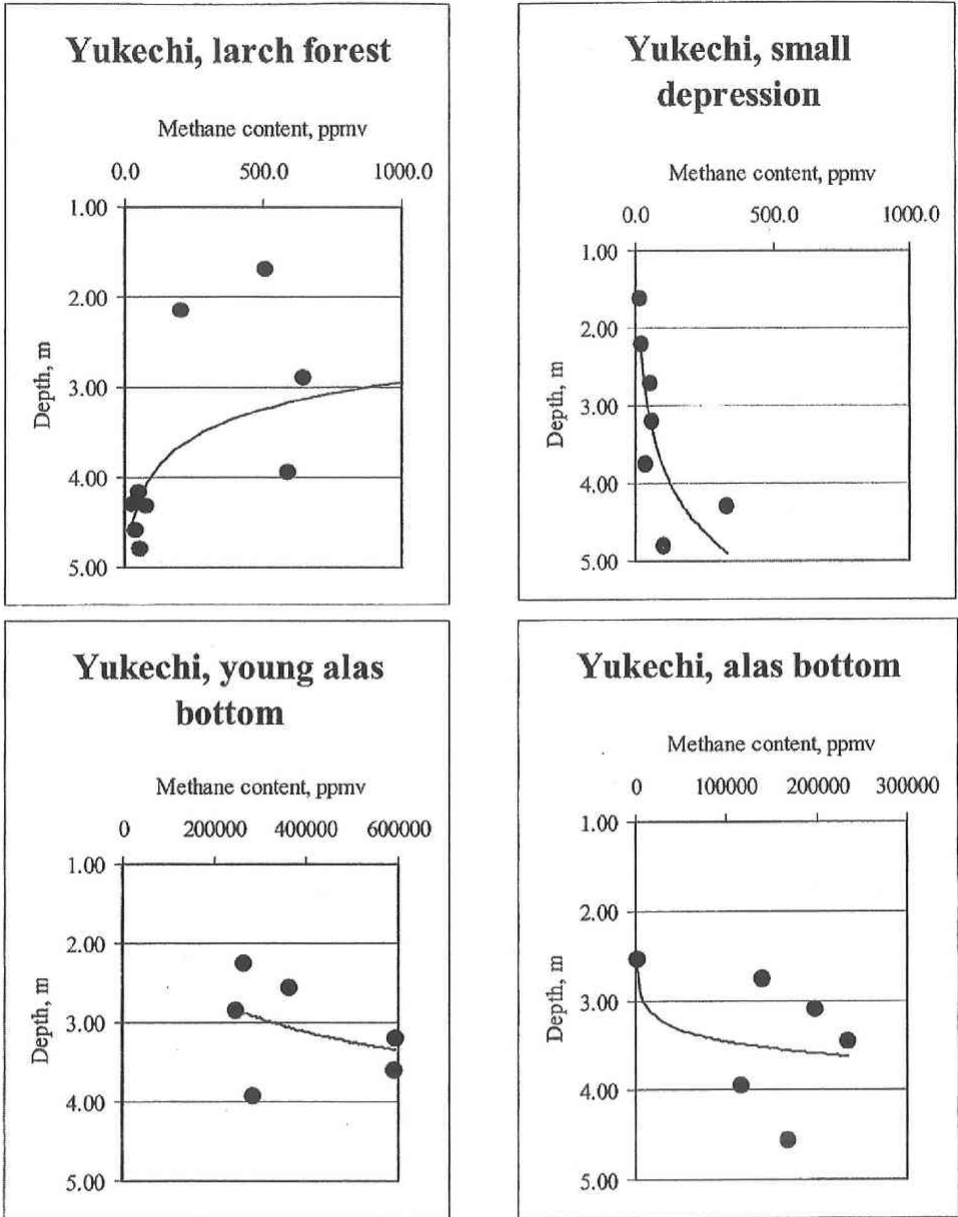 Yukechi, larch forest
Methane content, ppmv
0.0 500.0 1000.0
1.00
2.00
3.00
4.00
5.00
Depth, m
Yukechi, small
depression
Methane content, ppmv
0.0 500.0 1000.0
1.00
2.00
3.00
4.00
5.00
Depth, m
Yukechi, young alas
bottom
Methane content, ppmv
0 200000 400000 600000
1.00
2.00
3.00
4.00
5.00
Depth, m
Yukechi, alas bottom
Methane content, ppmv
0 100000 200000 300000
1.00
2.00
3.00
4.00
5.00
Depth, m